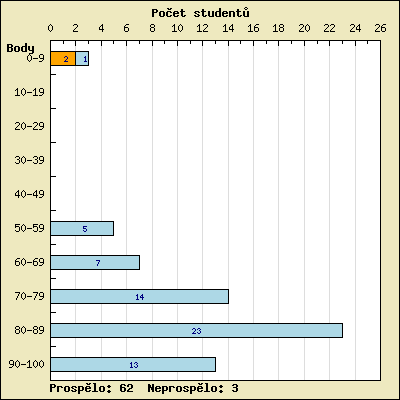 Počet studentů
0 2 4 6 8 10 12 14 16 18 20 22 24 26
Body
0-9 2 1
10-19
20-29
30-39
40-49
50-59 5
60-69 7
70-79 14
80-89 23
90-100 13
Prospělo: 62 Neprospělo: 3